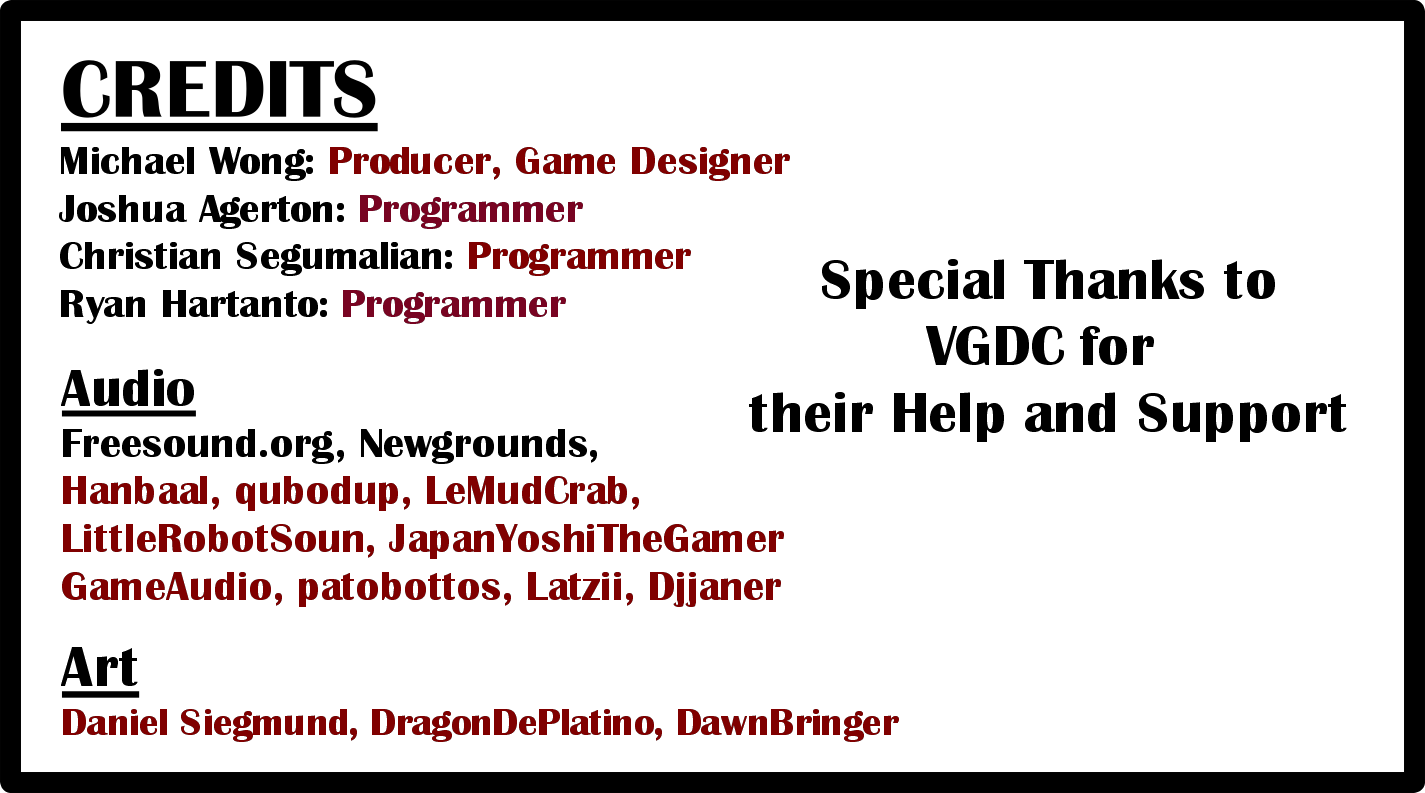 CREDITS
Michael Wong: Producer, Game Designer
Joshua Agerton: Programmer
Christian Segumalian: Programmer
Ryan Hartanto: Programmer
Audio
Freesound.org, Newgrounds,
Hanbaal, qubodup, LeMudCrab,
LittleRobotSoun, JapanYoshiTheGamer
GameAudio, patobottos, Latzii, Djjaner
Art
Daniel Siegmund, DragonDePlatino, DawnBringer
Special Thanks to
VGDC for
their Help and Support